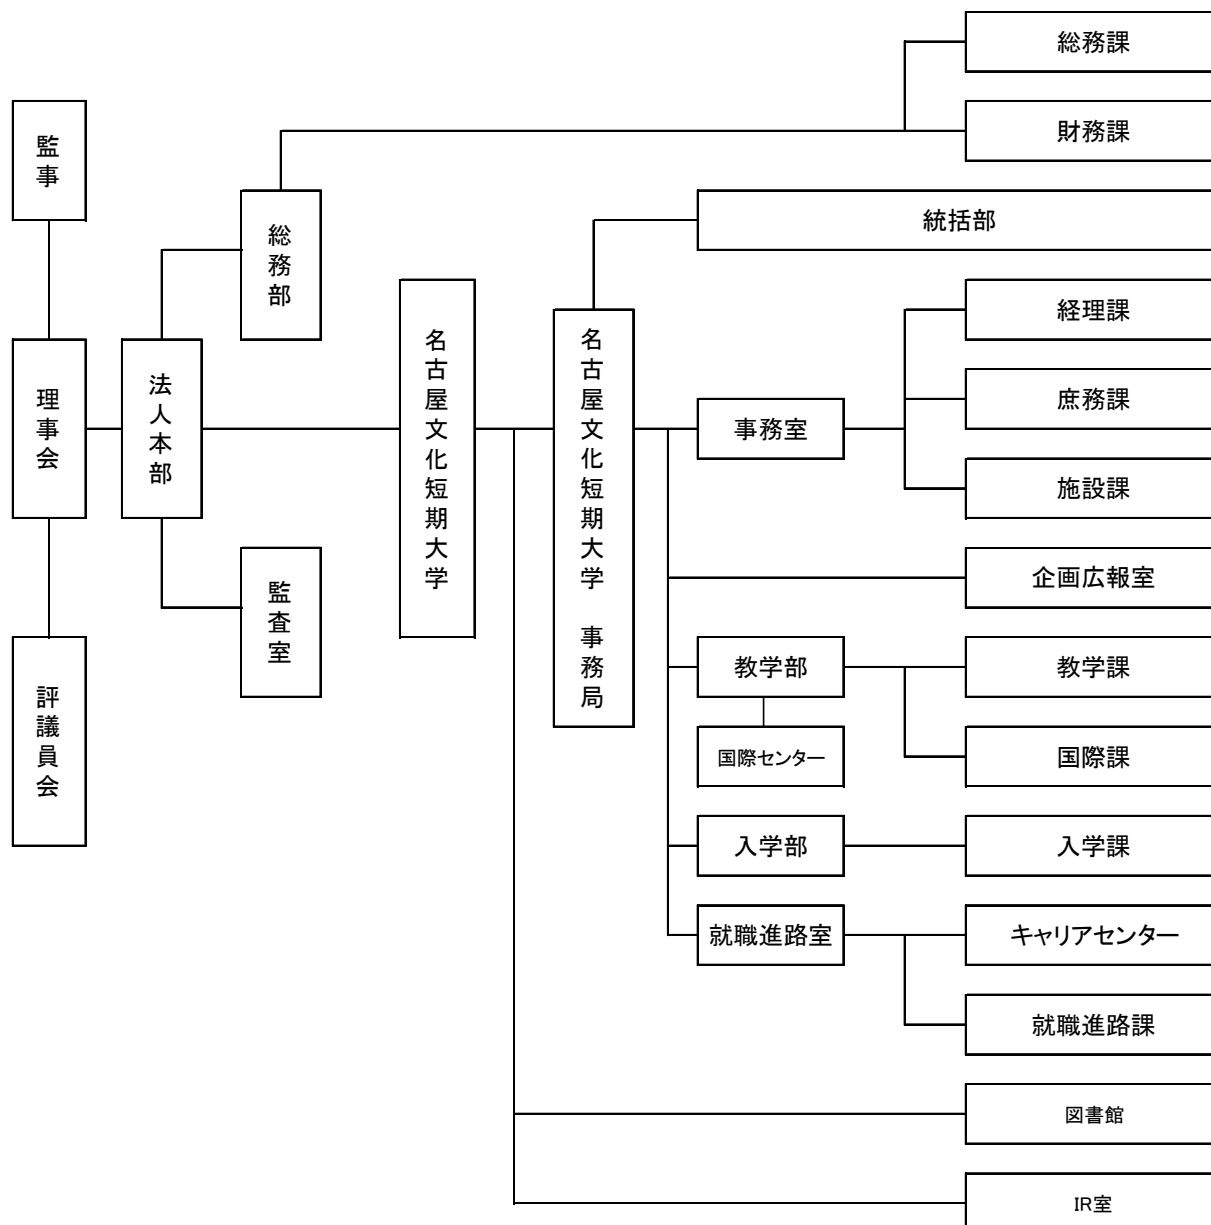 総務課
財務課
監事
総務部
統括部
経理課
理事会
法人本部
名古屋文化短期大学
名古屋文化短期大学　事務局
事務室
庶務課
施設課
監査室
企画広報室
評議員会
教学部
教学課
国際センター
国際課
入学部
入学課
就職進路室
キャリアセンター
就職進路課
図書館
IR室